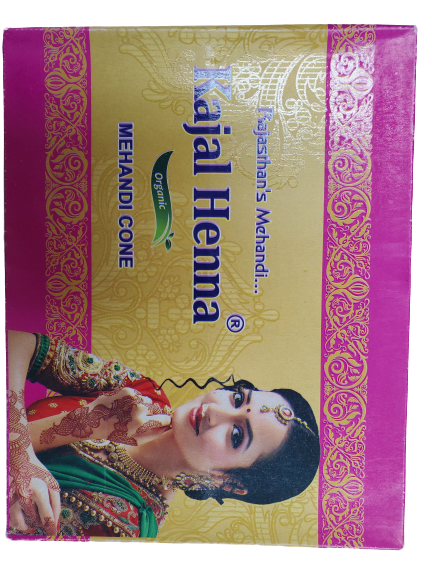 Rajasthan's Mehandi...
Kajal Henna®
Organic
MEHANDI CONE